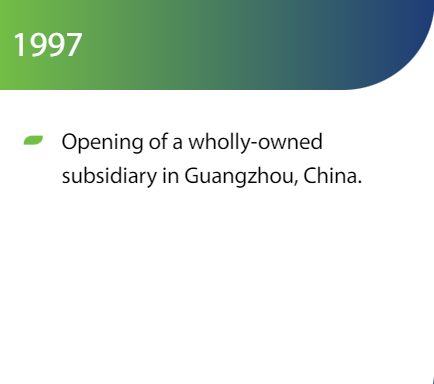 1997
Opening of a wholly-owned
subsidiary in Guangzhou, China.